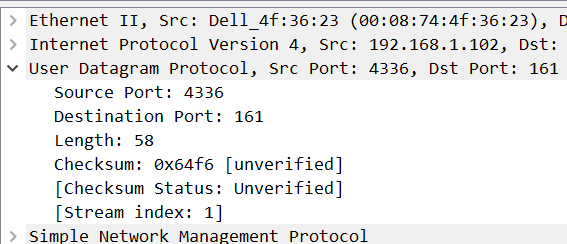 Ethernet II, Src: Dell_4f:36:23 (00:08:74:4f:36:23), D
Internet Protocol Version 4, Src: 192.168.1.102, Dst:
User Datagram Protocol, Src Port: 4336, Dst Port: 161
Source Port: 4336
Destination Port: 161
Length: 58
Checksum: 0x64f6 [unverified]
[Checksum Status: Unverified]
[Stream index: 1]
Simple Network Management Protocol